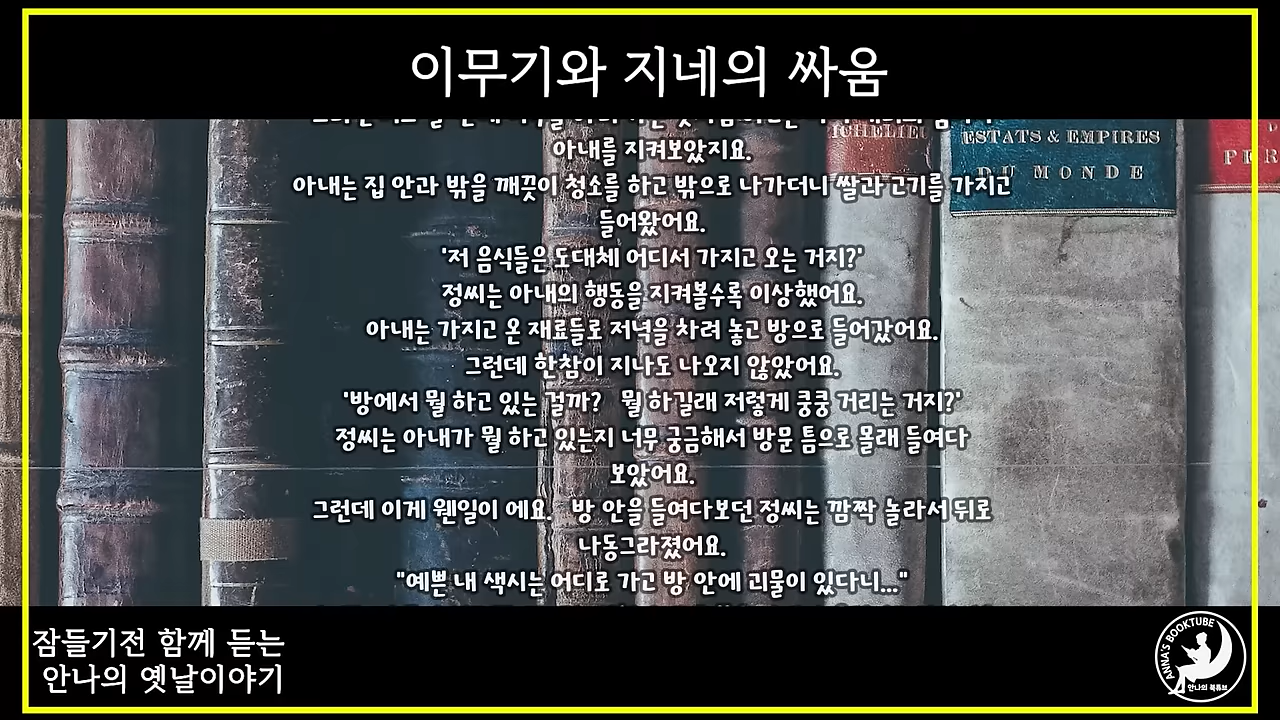 이무기와 지네의 싸움
ICHELIEU
ESTATS & EMPIRES
DU MONDE
PER
아내를 지켜보았지요.
아내는 집 안과 밖을 깨끗이 청소를 하고 밖으로 나가더니 쌀과 고기를 가지고
들어왔어요.
'저 음식들은 도대체 어디서 가지고 오는 거지?'
정씨는 아내의 행동을 지켜볼수록 이상했어요.
아내는 가지고 온 재료들로 저녁을 차려 놓고 방으로 들어갔어요.
그런데 한참이 지나도 나오지 않았어요.
'방에서 뭘 하고 있는 걸까? 뭘 하길래 저렇게 쿵쿵 거리는 거지?'
정씨는 아내가 뭘 하고 있는지 너무 궁금해서 방문 틈으로 몰래 들여다
보았어요.
그런데 이게 웬일이 에요. 방 안을 들여다보던 정씨는 깜짝 놀라서 뒤로
나동그라졌어요.
"예쁜 내 색시는 어디로 가고 방 안에 괴물이 있다니..."
잠들기전 함께 듣는
안나의 옛날이야기
ANNA'S BOOKTUBE
안나의 북튜브